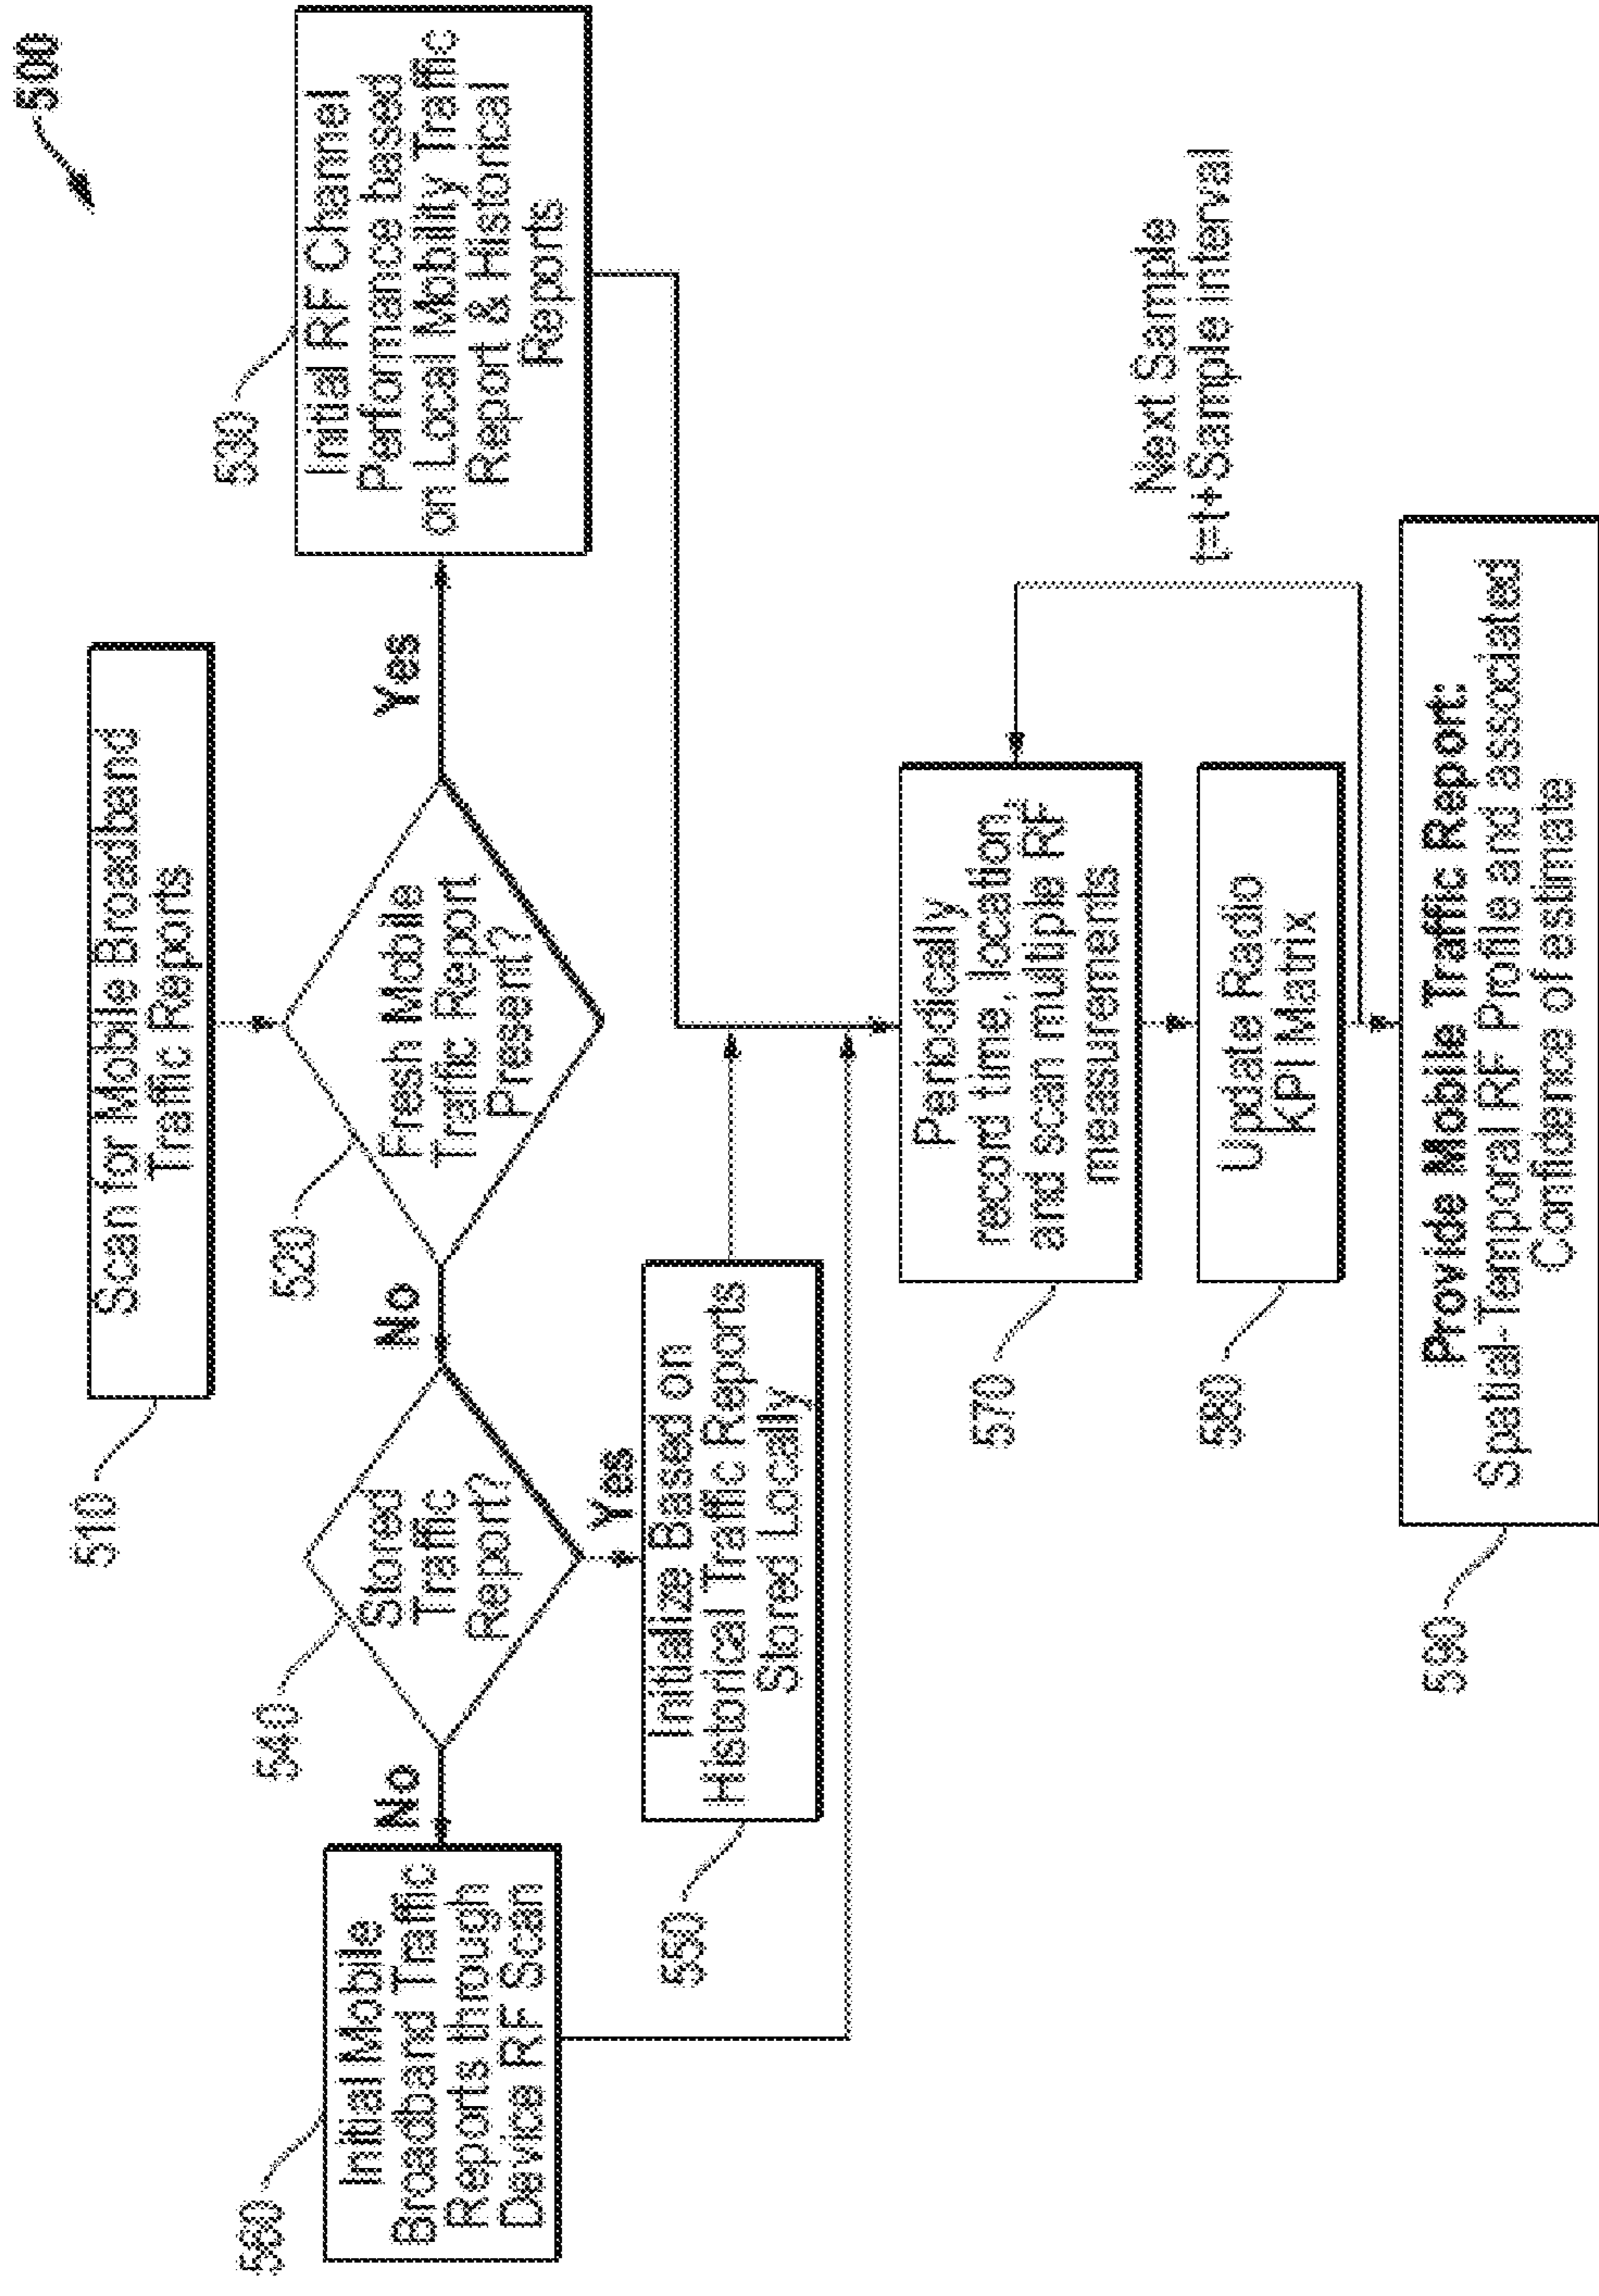 500
510
Scan for Mobile Broadband
Traffic Reports
520
Fresh Mobile
Traffic Report
Present?
Yes
530
Initial RF Channel
Performance based
on Local Mobility Traffic
Report & Historical
Reports
No
540
Stored
Traffic
Report?
Yes
550
Initialize Based on
Historical Traffic Reports
Stored Locally
No
560
Initial Mobile
Broadband Traffic
Reports through
Device RF Scan
570
Periodically
record time, location,
and scan multiple RF
measurements
Next Sample
t=t+Sample interval
580
Update Radio
KPI Matrix
590
Provide Mobile Traffic Report:
Spatial-Temporal RF Profile and associated
Confidence of estimate